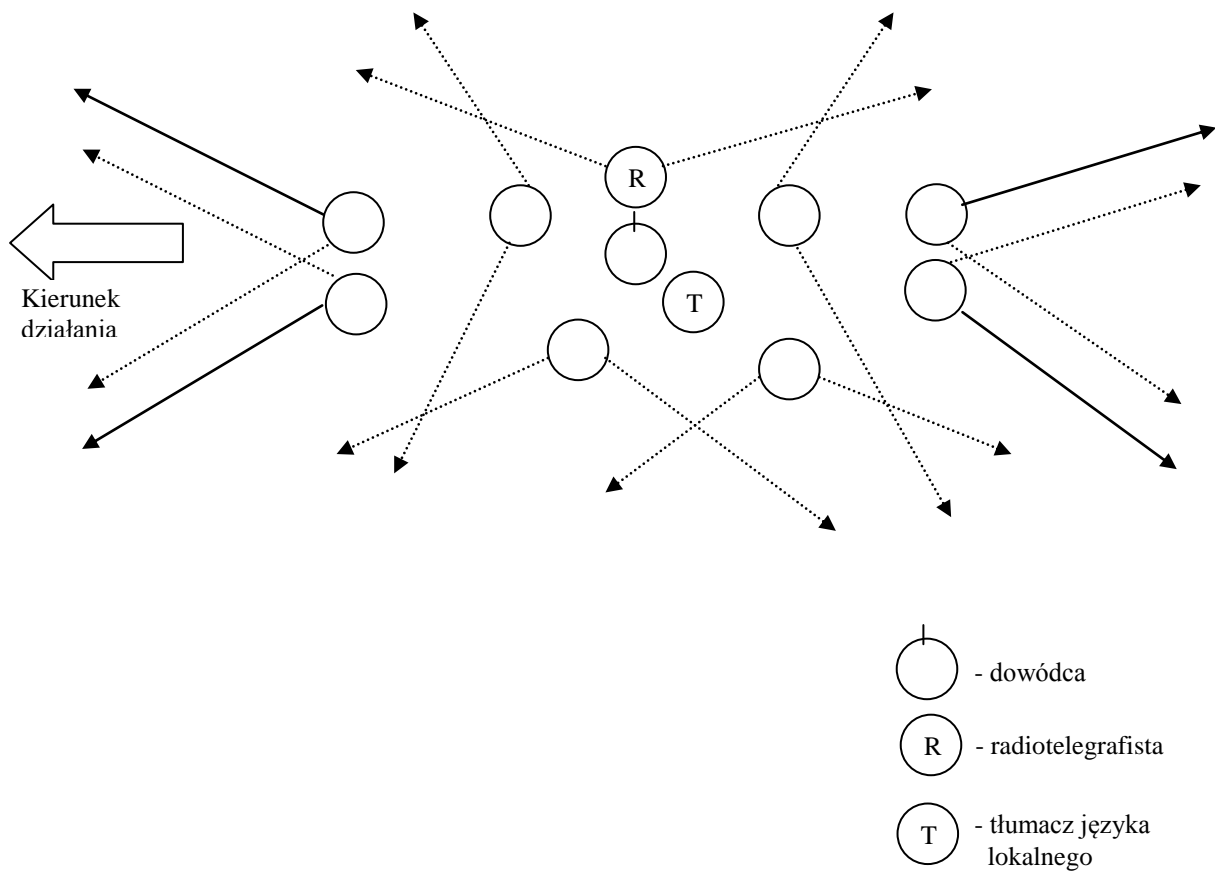 R
T
Kierunek
działania
- dowódca
R - radiotelegrafista
T - tłumacz języka
lokalnego